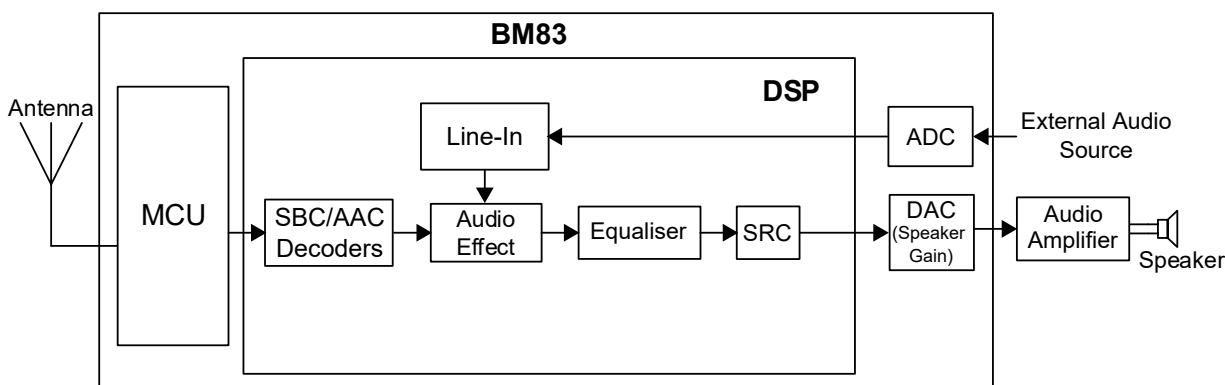 BM83
DSP
Antenna
MCU
Line-In
ADC
External Audio
Source
SBC/AAC
Decoders
Audio
Effect
Equaliser
SRC
DAC
(Speaker
Gain)
Audio
Amplifier
Speaker